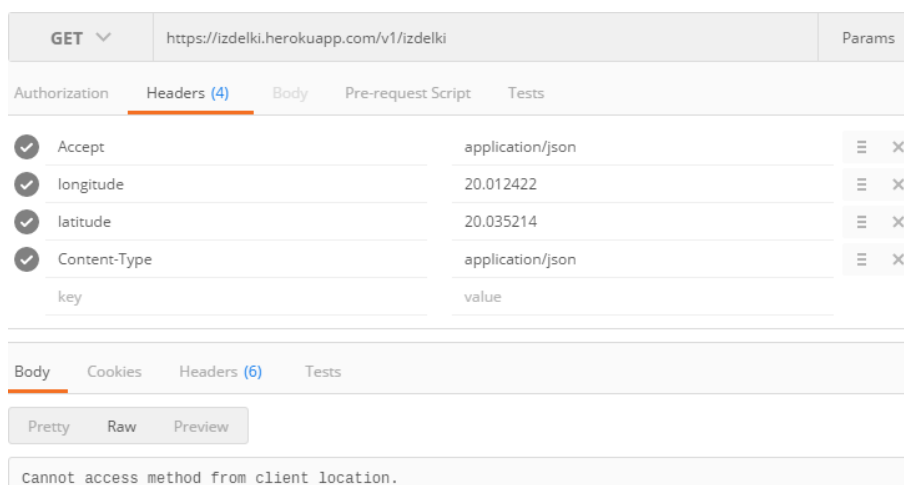 GET https://izdelki.herokuapp.com/v1/izdelki Params
Authorization Headers (4) Body Pre-request Script Tests
Accept application/json
longitude 20.012422
latitude 20.035214
Content-Type application/json
key value
Body Cookies Headers (6) Tests
Pretty Raw Preview
Cannot access method from client location.